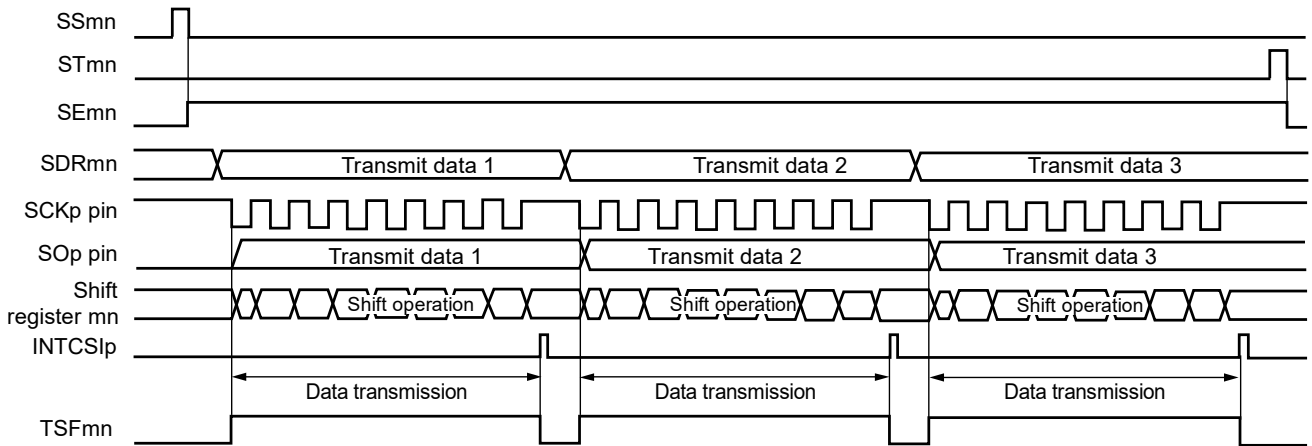 SSmn
STmn
SEmn
SDRmn Transmit data 1 Transmit data 2 Transmit data 3
SCKp pin
SOp pin Transmit data 1 Transmit data 2 Transmit data 3
Shift
register mn Shift operation Shift operation Shift operation
INTCSIp
Data transmission Data transmission Data transmission
TSFmn